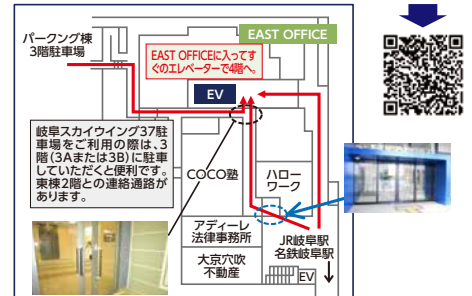 パークング棟
3階駐車場
EAST OFFICE
EAST OFFICEに入ってす
ぐのエレベーターで4階へ。
EV
岐阜スカイウイング37駐
車場をご利用の際は、3
階(3Aまたは3B)に駐車
していただくと便利です。
東棟2階との連絡通路が
あります。
COCO塾
ハロー
ワーク
アディーレ
法律事務所
大京穴吹
不動産
JR岐阜駅
名鉄岐阜駅
EV